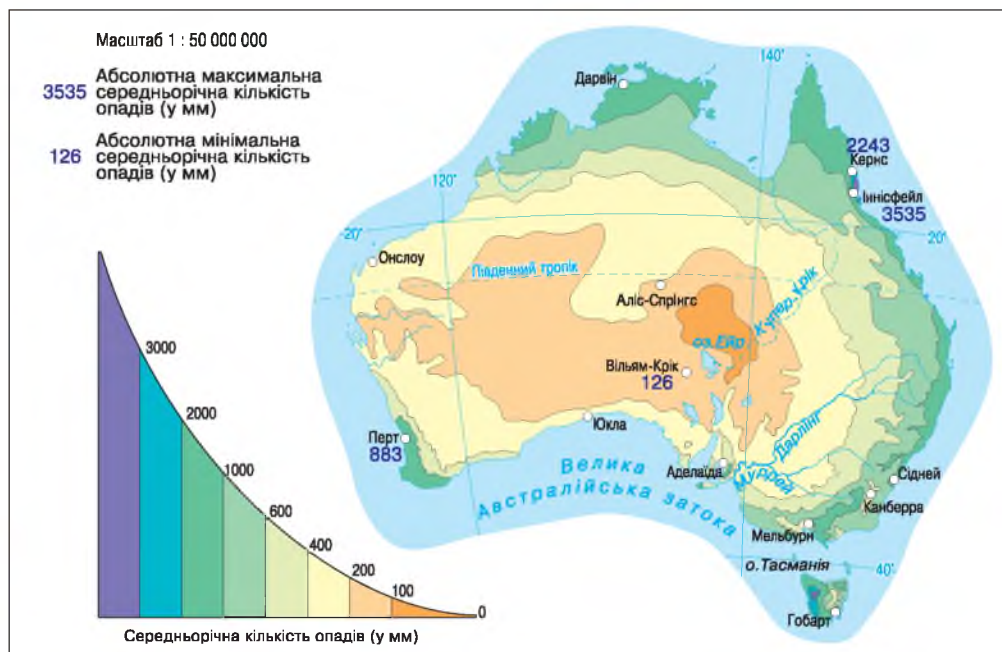 Масштаб 1 : 50 000 000
3535 Абсолютна максимальна
середньорічна кількість
опадів (у мм)
126 Абсолютна мінімальна
середньорічна кількість
опадів (у мм)
140°
Дарвін
2243
Кернс
120°
Іннісфейл
3535
20°
20°
Онслоу
Південний тропік
Аліс-Спрінгс
Купер-Крік
оз. Ейр
Вільям-Крік
126
3000
2000
1000
600
400
200
100
0
Середньорічна кількість опадів (у мм)
Перт
883
Юкла
Аделаїда
Дарлінг
Муррей
Сідней
Канберра
Велика
Австралійська затока
Мельбурн
о. Тасманія
40°
Гобарт